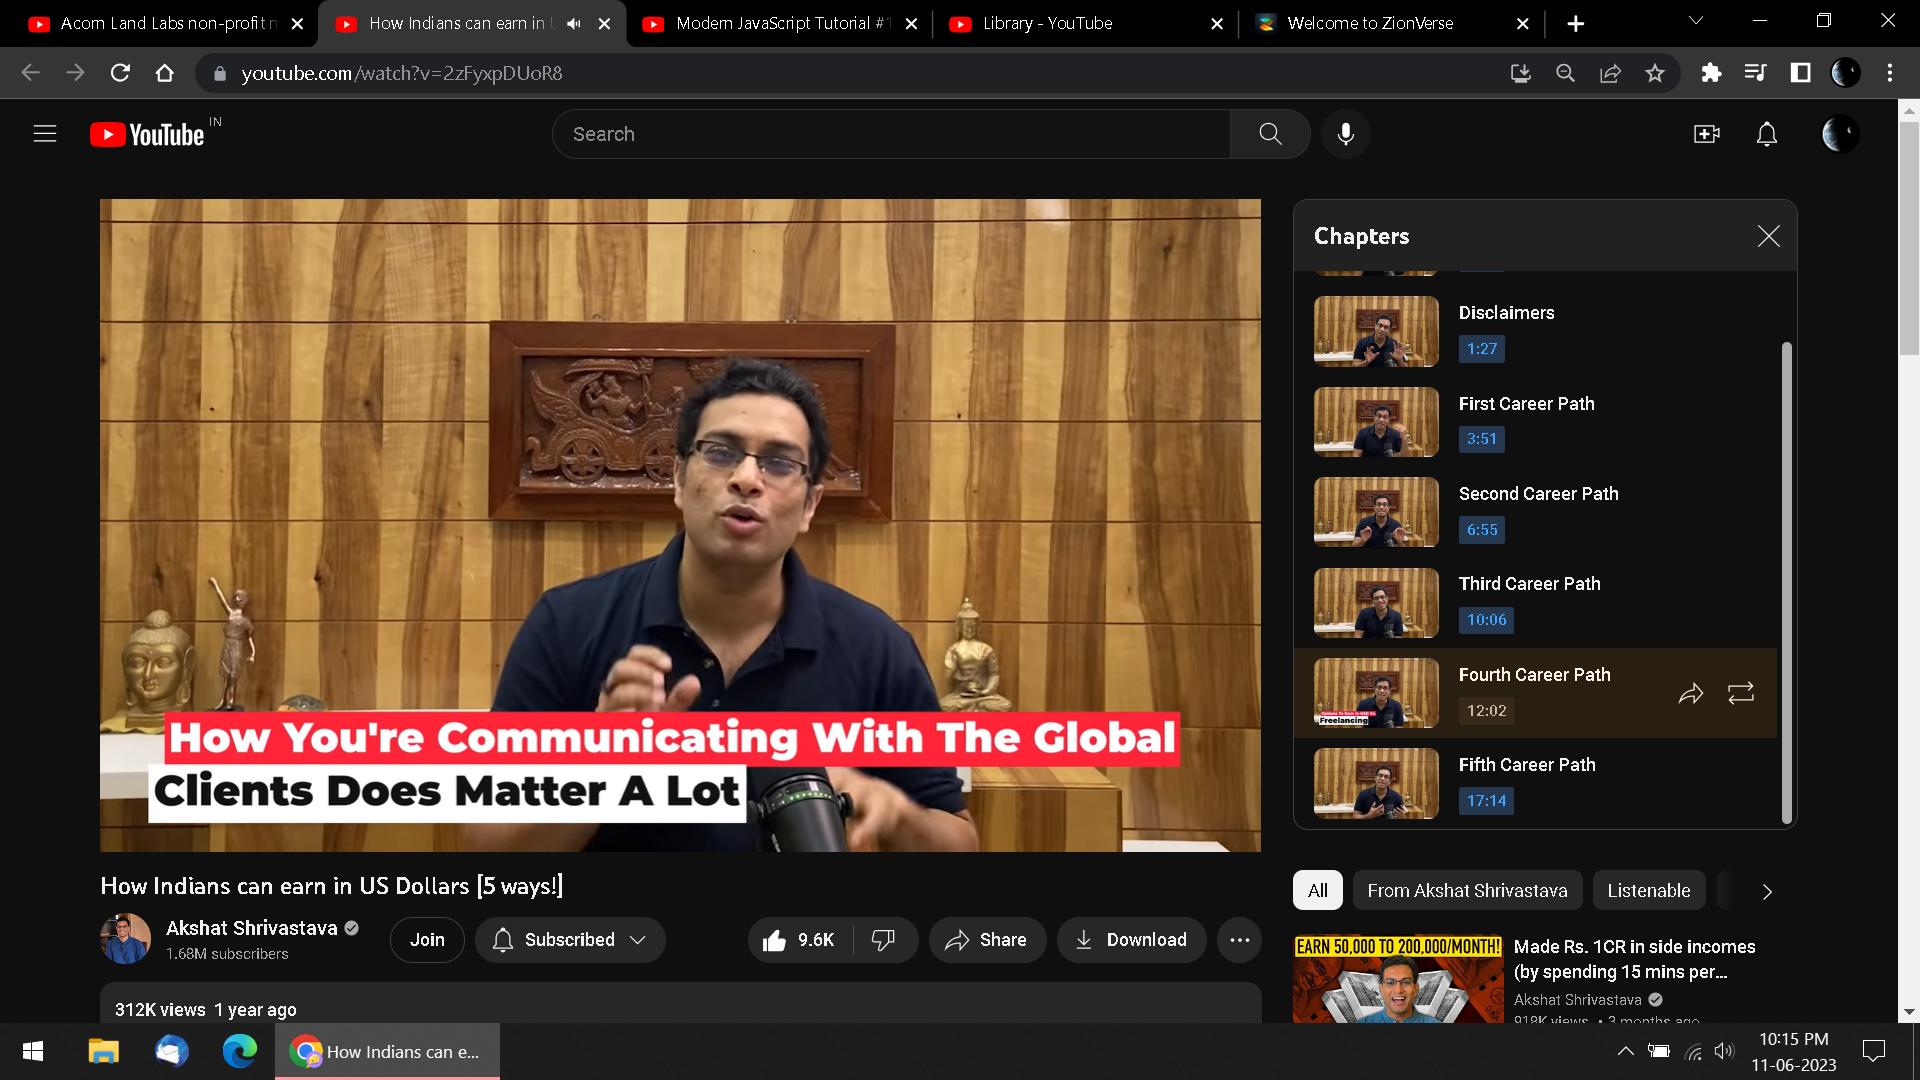 Acorn Land Labs non-profit
How Indians can earn in
Modern JavaScript Tutorial #
Library - YouTube
Welcome to ZionVerse
youtube.com/watch?v=2zFyxpDUoR8
YouTube IN
Search
Chapters
Disclaimers
1:27
First Career Path
3:51
Second Career Path
6:55
Third Career Path
10:06
Fourth Career Path
12:02
Freelancing
Fifth Career Path
17:14
How You're Communicating With The Global
Clients Does Matter A Lot
How Indians can earn in US Dollars [5 ways!]
Akshat Shrivastava
1.68M subscribers
Join
Subscribed
9.6K
Share
Download
312K views 1 year ago
All
From Akshat Shrivastava
Listenable
EARN 50,000 TO 200,000/MONTH!
Made Rs. 1CR in side incomes
(by spending 15 mins per...
Akshat Shrivastava
918K views • 3 months ago
How Indians can e...
10:15 PM
11-06-2023